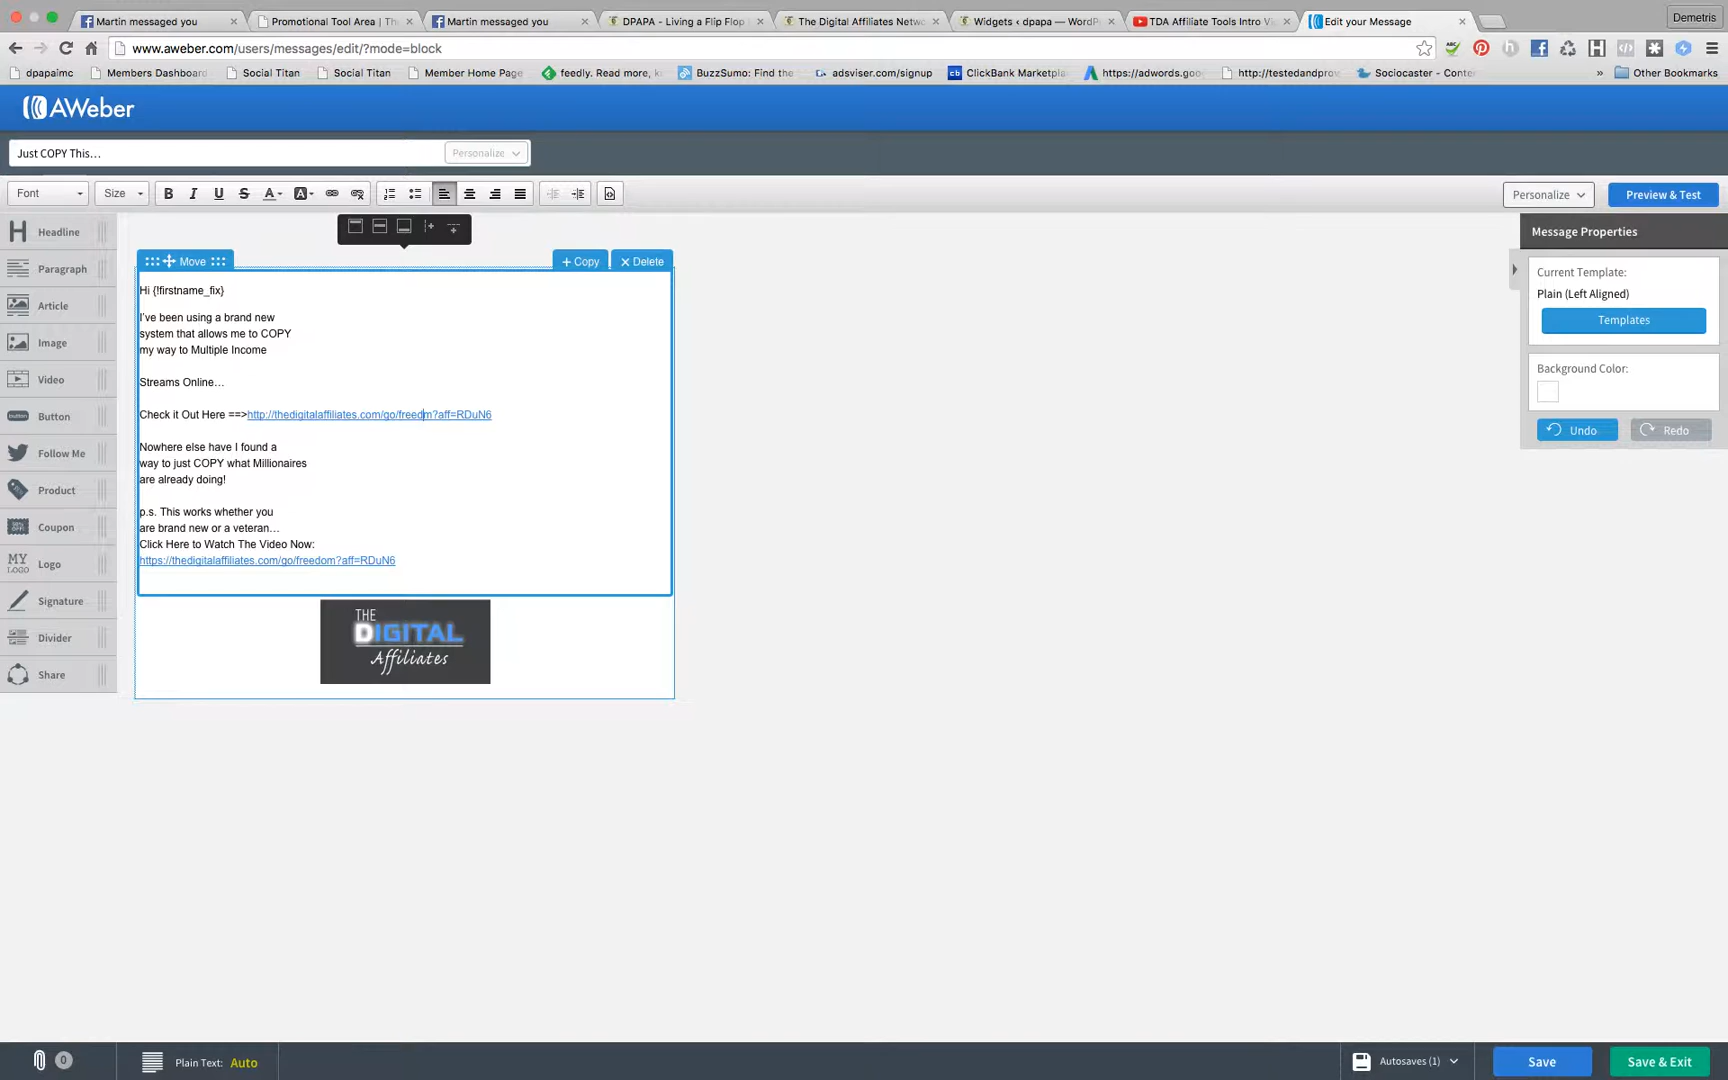 Martin messaged you
Promotional Tool Area | Th
Martin messaged you
DPAPA - Living a Flip Flop
The Digital Affiliates Netw
Widgets ‹ dpapa — WordP
TDA Affiliate Tools Intro V
Edit your Message
Demetris
www.aweber.com/users/messages/edit/?mode=block
dpapaimc
Members Dashboard
Social Titan
Social Titan
Member Home Page
feedly. Read more,
BuzzSumo: Find the
adsviser.com/signup
ClickBank Marketpla
https://adwords.goo
http://testedandprov
Sociocaster - Conte
»
Other Bookmarks
AWeber
Just COPY This...
Personalize
Font
Size
B
I
U
S
A
A
Personalize
Preview & Test
Headline
Paragraph
Article
Image
Video
Button
Follow Me
Product
Coupon
MY LOGO
Logo
Signature
Divider
Share
Move
+ Copy
Delete
Hi {!firstname_fix}
I've been using a brand new
system that allows me to COPY
my way to Multiple Income
Streams Online...
Check it Out Here ==>http://thedigitalaffiliates.com/go/freedm?aff=RDuN6
Nowhere else have I found a
way to just COPY what Millionaires
are already doing!
p.s. This works whether you
are brand new or a veteran...
Click Here to Watch The Video Now:
https://thedigitalaffiliates.com/go/freedom?aff=RDuN6
THE
DIGITAL
Affiliates
Message Properties
Current Template:
Plain (Left Aligned)
Templates
Background Color:
Undo
Redo
0
Plain Text: Auto
Autosaves (1)
Save
Save & Exit